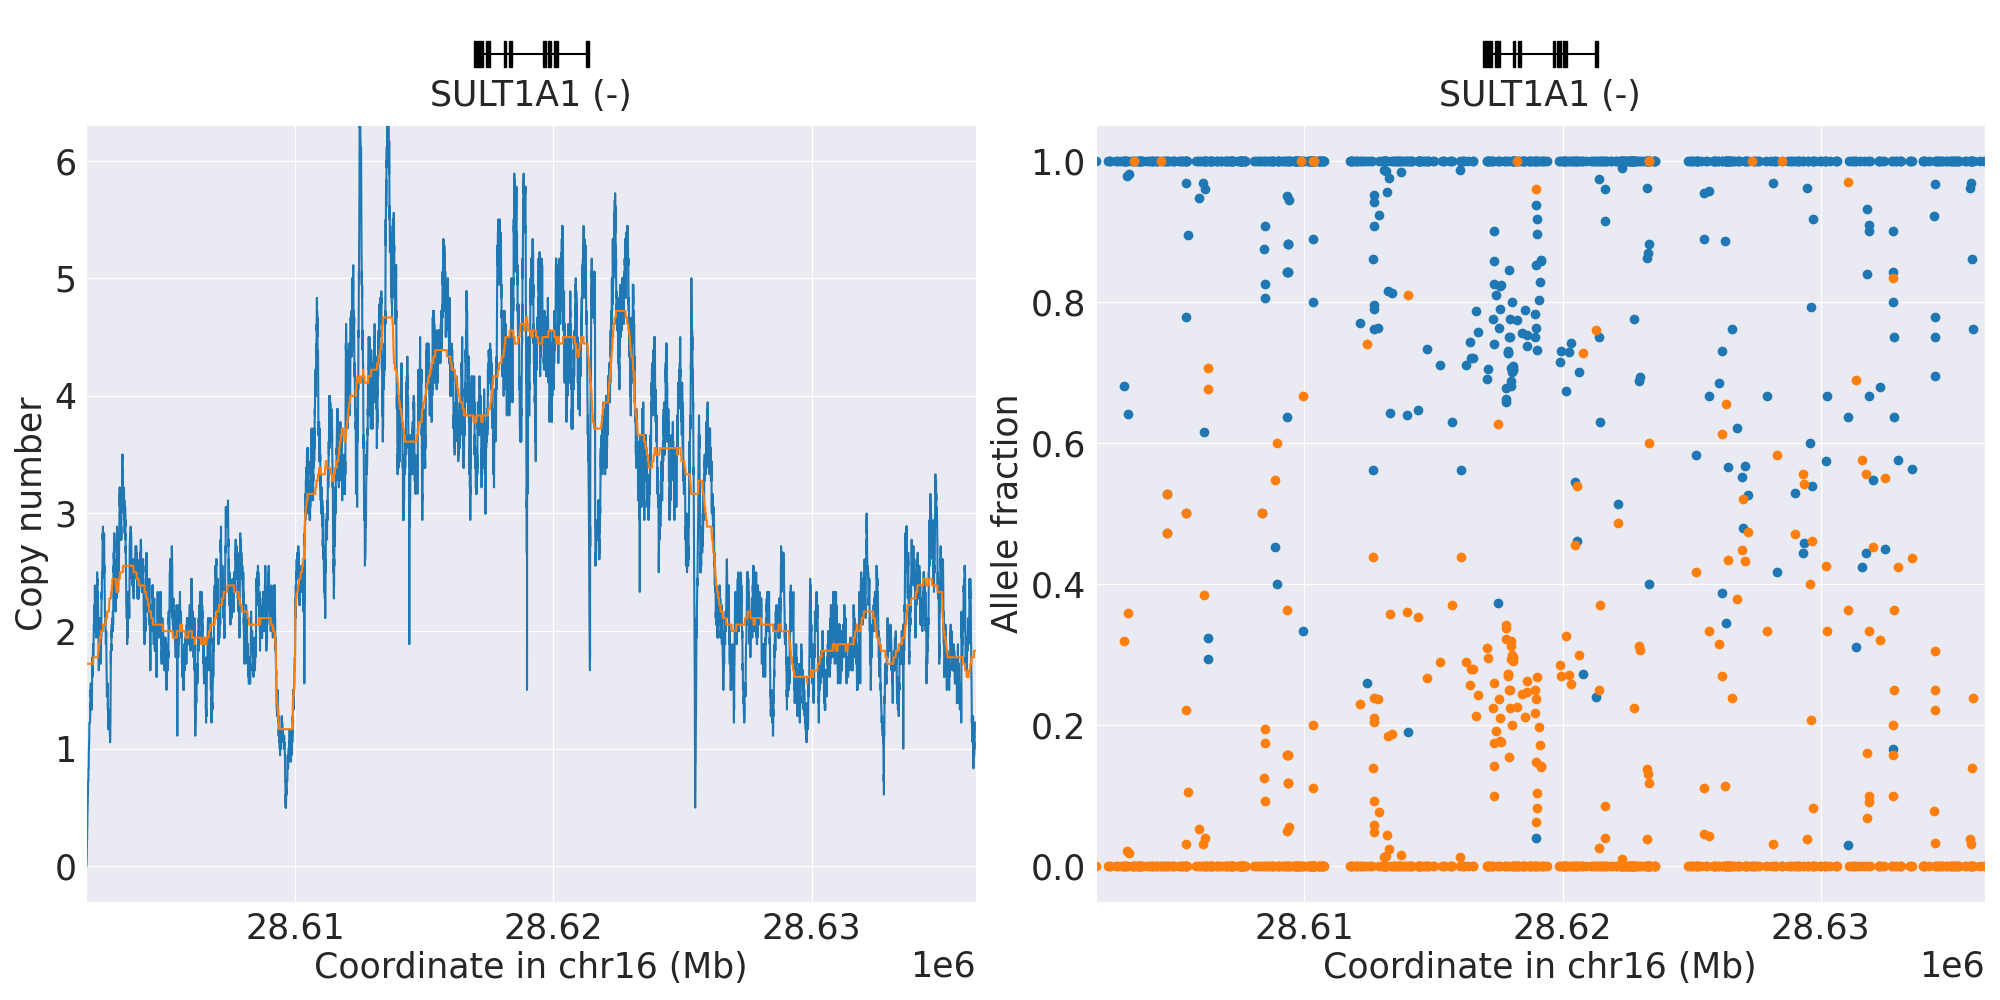 SULT1A1 (-)
Copy number
6
5
4
3
2
1
0
28.61
28.62
28.63
Coordinate in chr16 (Mb)
1e6
SULT1A1 (-)
Allele fraction
1.0
0.8
0.6
0.4
0.2
0.0
28.61
28.62
28.63
Coordinate in chr16 (Mb)
1e6